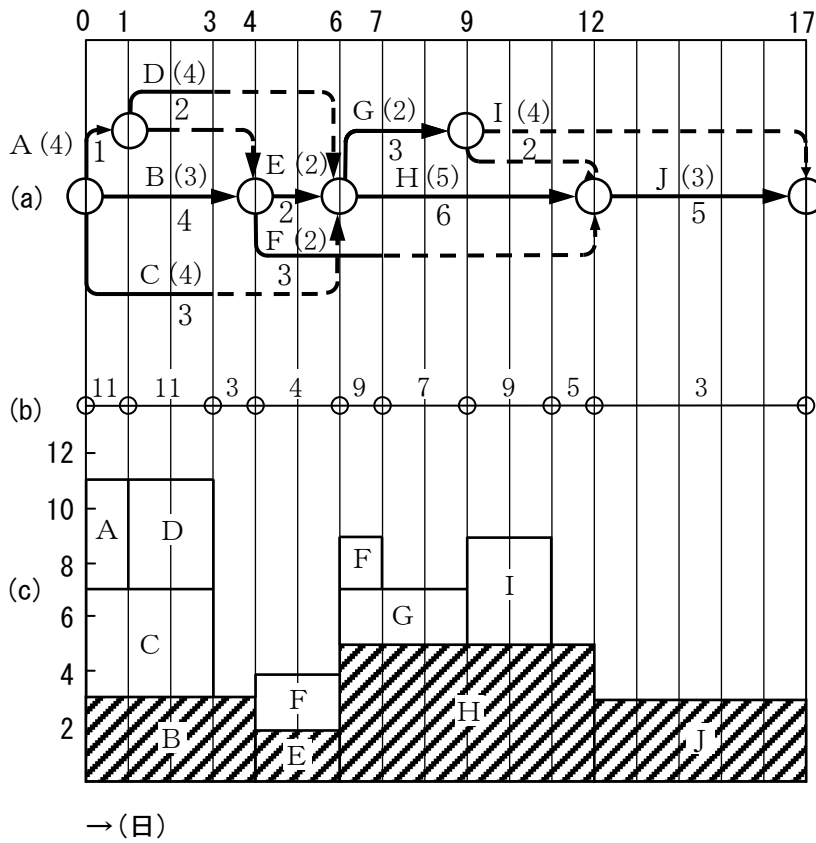 0 1 3 4 6 7 9 12 17
D (4)
2
G (2)
3
I (4)
2
A (4)
1
B (3)
4
E (2)
2
H (5)
6
J (3)
5
(a)
F (2)
3
C (4)
3
(b)
11 11 3 4 9 7 9 5 3
12
10
8
(c)
6
4
2
A D
C
B
F
E
F
G
I
H
J
→(日)